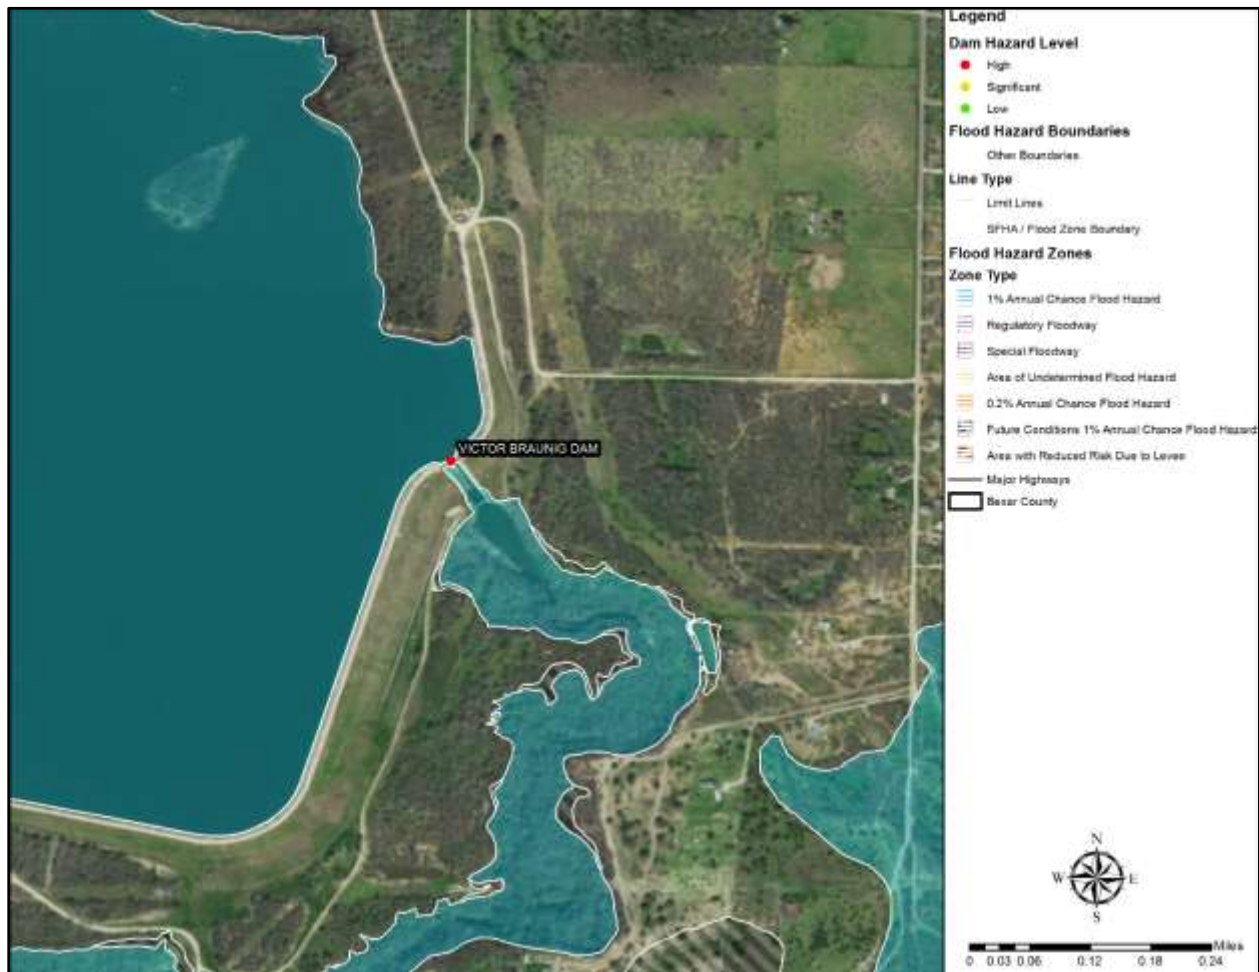 Legend
Dam Hazard Level
High
Significant
Low
Flood Hazard Boundaries
Other Boundaries
Line Type
Limit Lines
SFHA / Flood Zone Boundary
Flood Hazard Zones
Zone Type
1% Annual Chance Flood Hazard
Regulatory Floodway
Special Floodway
Area of Undetermined Flood Hazard
0.2% Annual Chance Flood Hazard
Future Conditions 1% Annual Chance Flood Hazard
Area with Reduced Risk Due to Levee
Major Highways
Bexar County
VICTOR BRAUNIG DAM
N
W E
S
Miles
0 0.03 0.06 0.12 0.18 0.24